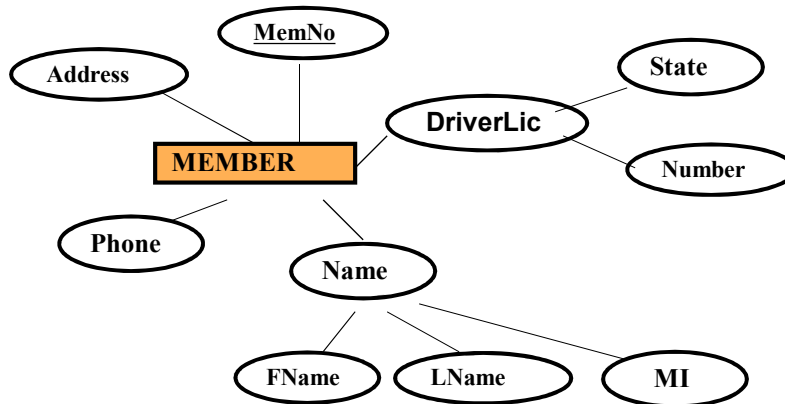 MemNo
State
Address
DriverLic
MEMBER
Number
Phone
Name
FName
LName
MI